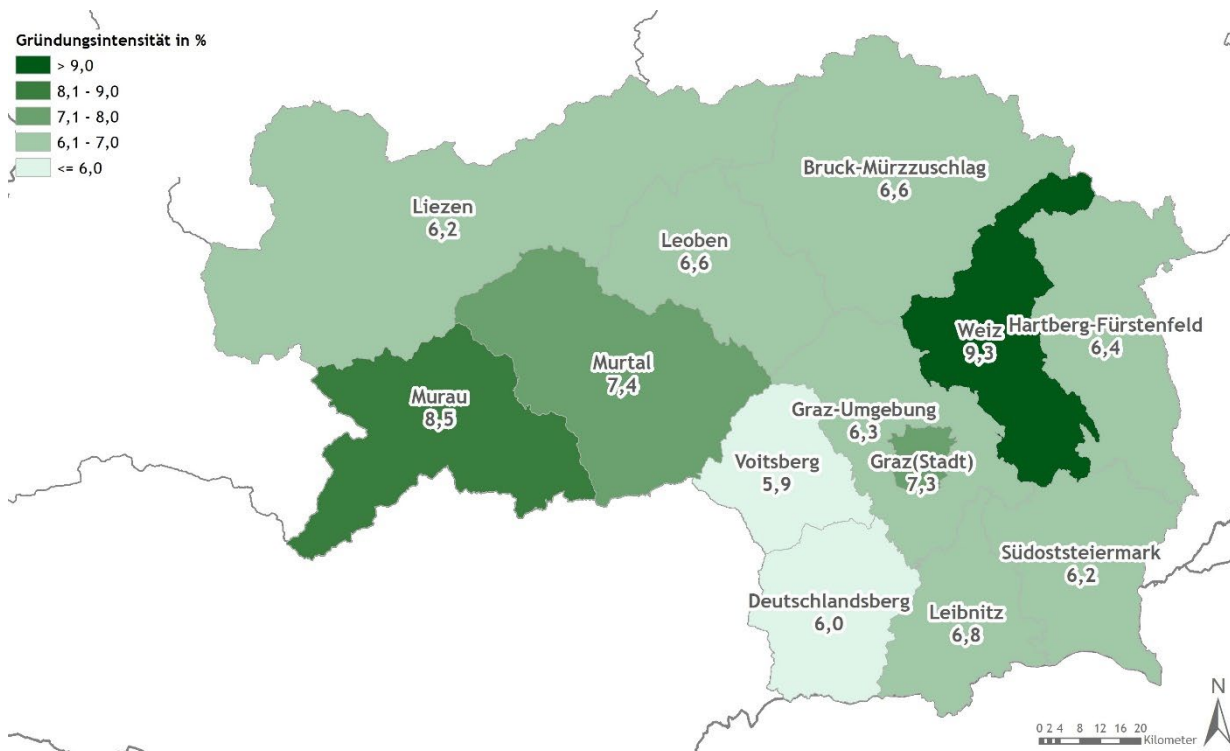 Gründungsintensität in %
> 9,0
8,1 - 9,0
7,1 - 8,0
6,1 - 7,0
<= 6,0
Bruck-Mürzzuschlag
6,6
Liezen
6,2
Leoben
6,6
Weiz
9,3
Hartberg-Fürstenfeld
6,4
Murtal
7,4
Murau
8,5
Graz-Umgebung
6,3
Graz(Stadt)
7,3
Voitsberg
5,9
Südoststeiermark
6,2
Deutschlandsberg
6,0
Leibnitz
6,8
N
0 2 4 8 12 16 20
Kilometer